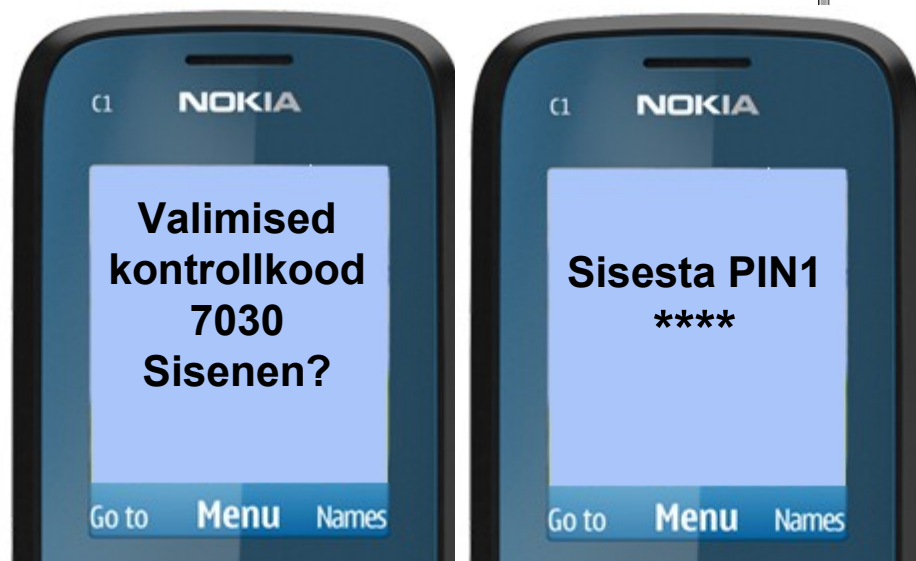 C1 NOKIA
Valimised
kontrollkood
7030
Sisenen?
Go to Menu Names
C1 NOKIA
Sisesta PIN1
****
Go to Menu Names